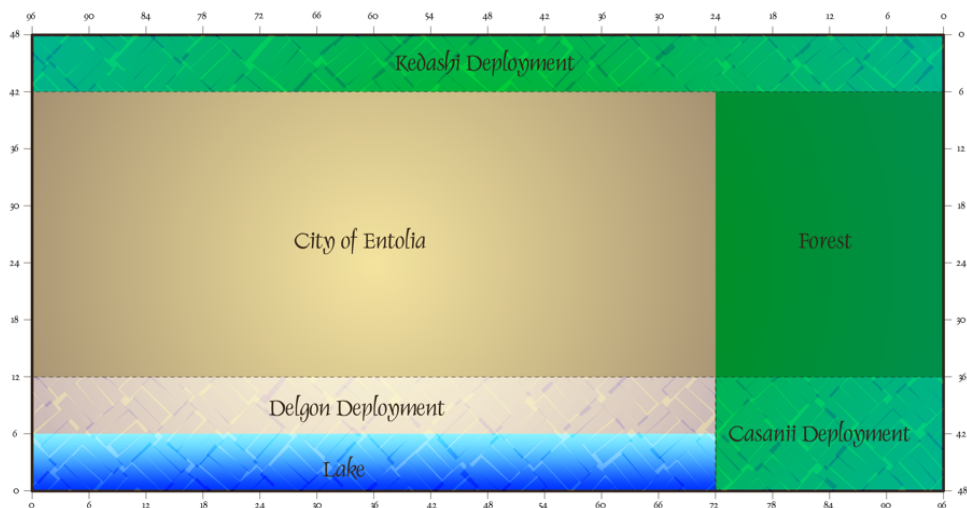 96 90 84 78 72 66 60 54 48 42 36 30 24 18 12 6 0
48 0
Kedashi Deployment
42 6
36 12
30 18
City of Entolia Forest
24 24
18 30
12 36
Delgon Deployment
Casanii Deployment
6 42
Lake
0 48
0 6 12 18 24 30 36 42 48 54 60 66 72 78 84 90 96